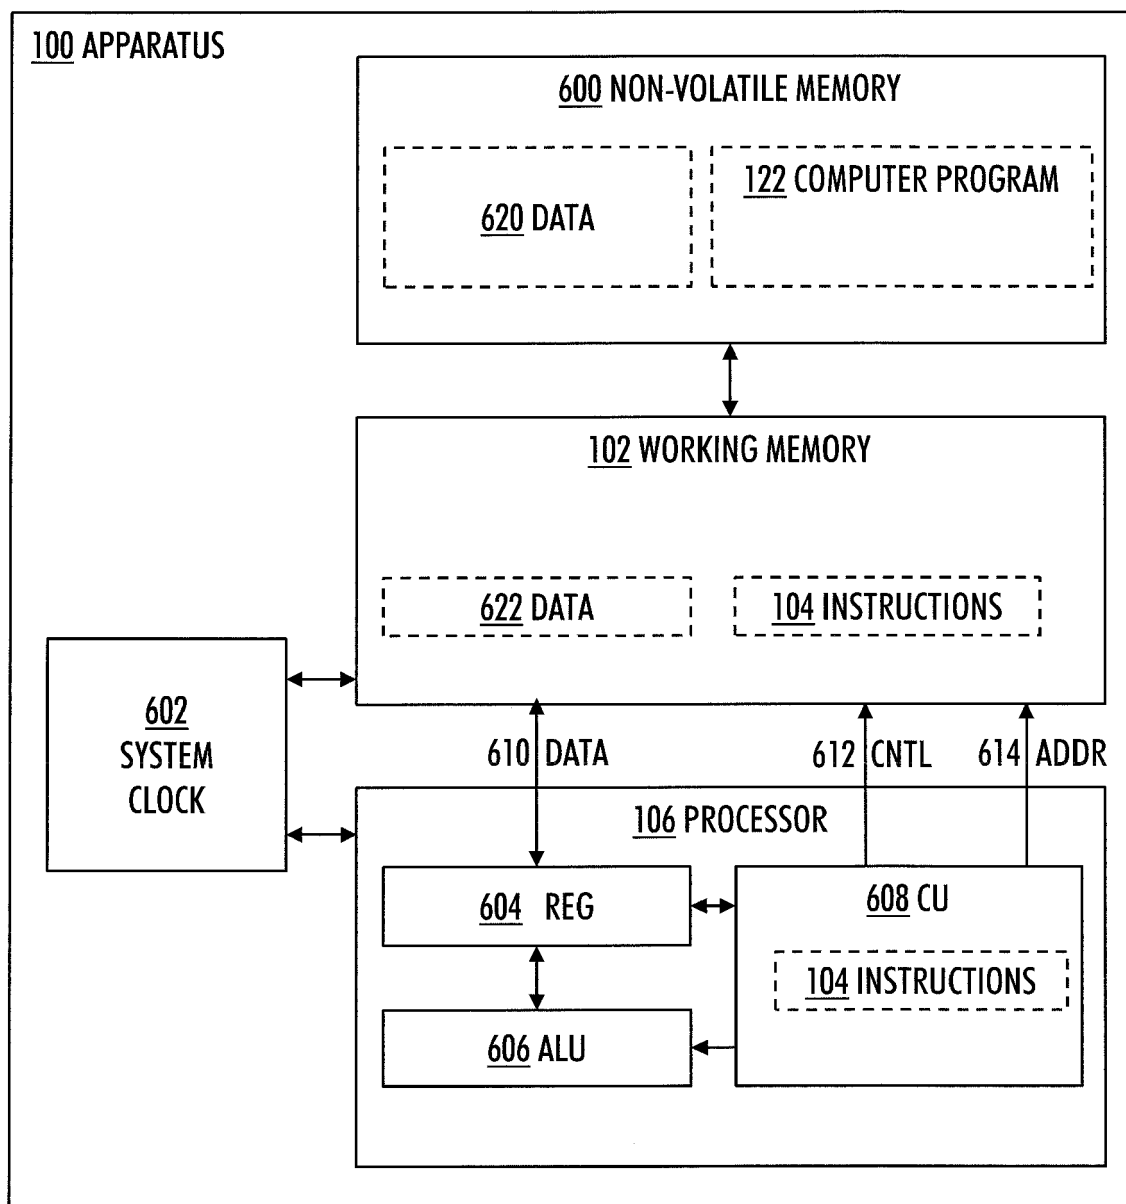 100 APPARATUS
600 NON-VOLATILE MEMORY
620 DATA
122 COMPUTER PROGRAM
102 WORKING MEMORY
622 DATA
104 INSTRUCTIONS
602
SYSTEM
CLOCK
610 DATA
612 CNTL
614 ADDR
106 PROCESSOR
604 REG
608 CU
104 INSTRUCTIONS
606 ALU